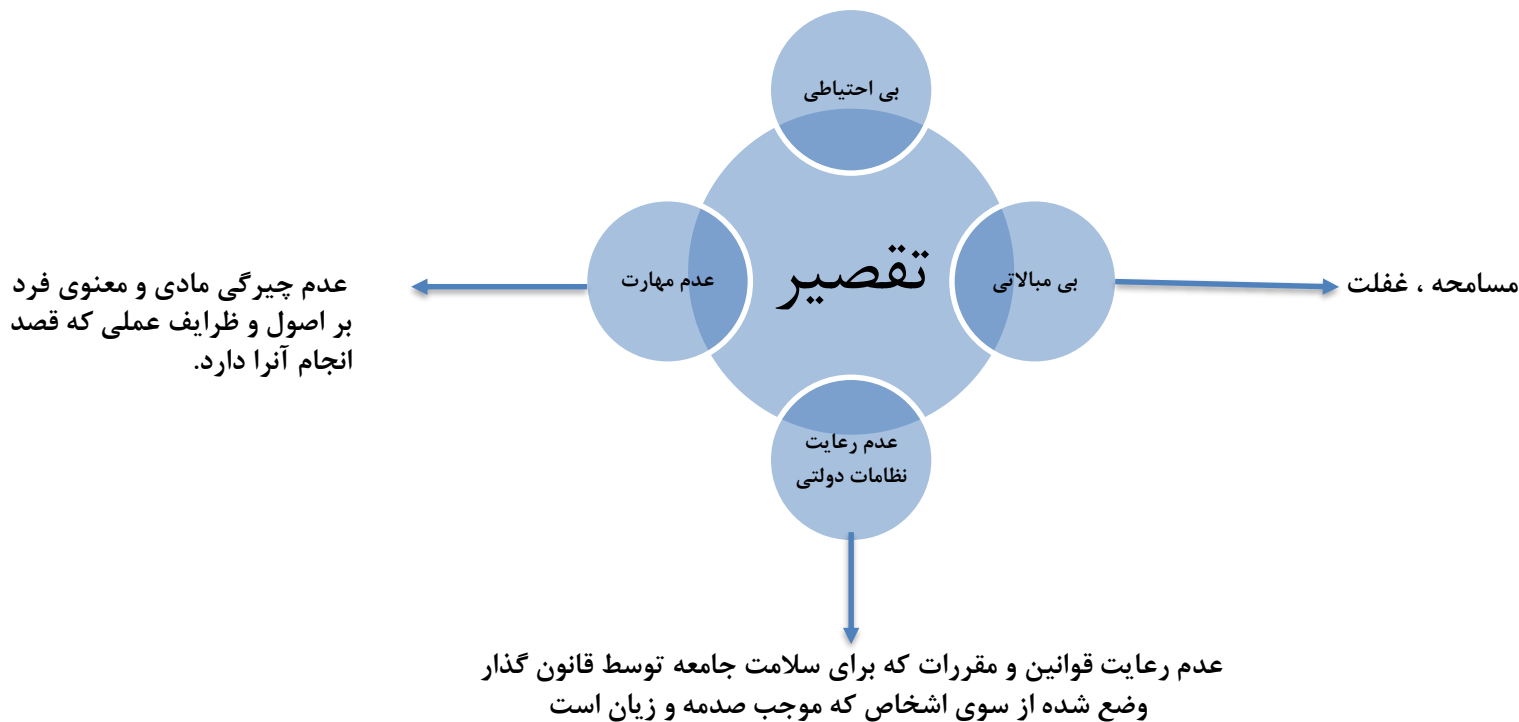 بی احتیاطی
تقصیر
بی مبالاتی
مسامحه ، غفلت
عدم مهارت
عدم چیرگی مادی و معنوی فرد
بر اصول و ظرایف عملی که قصد
انجام آنرا دارد.
عدم رعایت
نظامات دولتی
عدم رعایت قوانین و مقررات که برای سلامت جامعه توسط قانون گذار
وضع شده از سوی اشخاص که موجب صدمه و زیان است